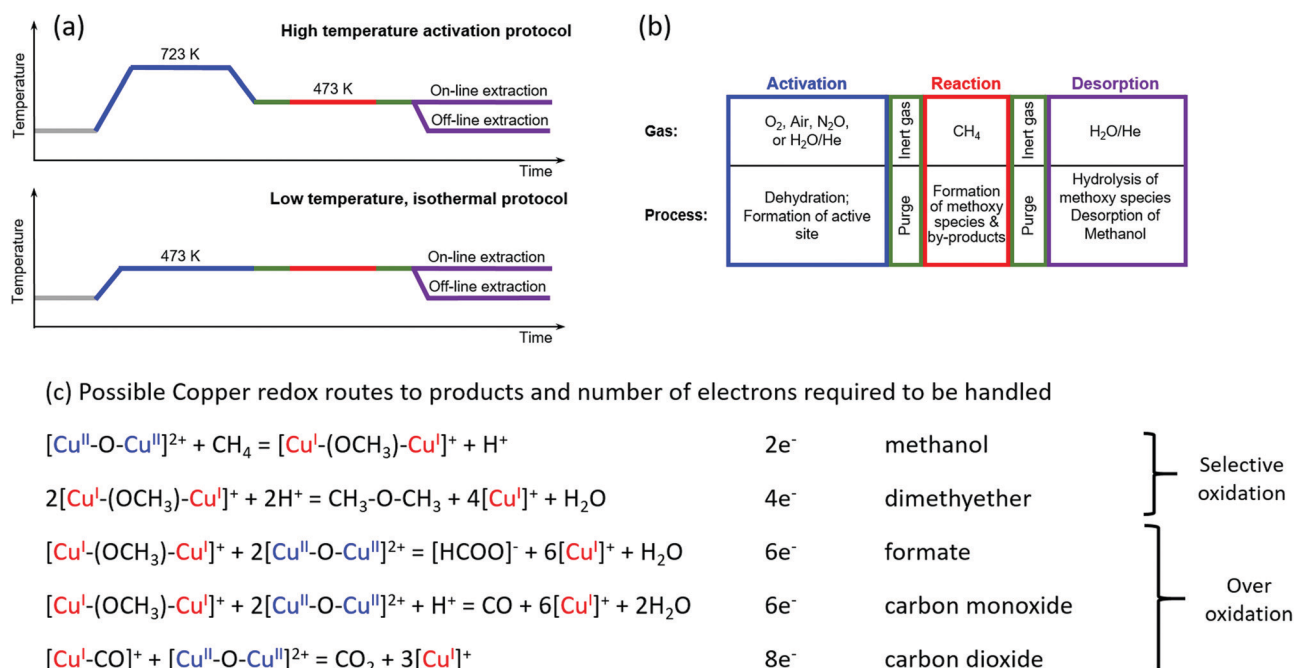 (a)
High temperature activation protocol
Temperature
723 K
473 K
On-line extraction
Off-line extraction
Time
Low temperature, isothermal protocol
Temperature
473 K
On-line extraction
Off-line extraction
Time
(b)
Activation Reaction Desorption
Gas:
O₂, Air, N₂O,
or H₂O/He
Inert gas
CH₄
Inert gas
H₂O/He
Process:
Dehydration;
Formation of active
site
Purge
Formation
of methoxy
species &
by-products
Purge
Hydrolysis of
methoxy species
Desorption of
Methanol
(c) Possible Copper redox routes to products and number of electrons required to be handled
[Cuᴵᴵ-O-Cuᴵᴵ]²⁺ + CH₄ = [Cuᴵ-(OCH₃)-Cuᴵ]⁺ + H⁺ 2e⁻ methanol
2[Cuᴵ-(OCH₃)-Cuᴵ]⁺ + 2H⁺ = CH₃-O-CH₃ + 4[Cuᴵ]⁺ + H₂O 4e⁻ dimethyether
Selective
oxidation
[Cuᴵ-(OCH₃)-Cuᴵ]⁺ + 2[Cuᴵᴵ-O-Cuᴵᴵ]²⁺ = [HCOO]⁻ + 6[Cuᴵ]⁺ + H₂O 6e⁻ formate
[Cuᴵ-(OCH₃)-Cuᴵ]⁺ + 2[Cuᴵᴵ-O-Cuᴵᴵ]²⁺ + H⁺ = CO + 6[Cuᴵ]⁺ + 2H₂O 6e⁻ carbon monoxide
[Cuᴵ-CO]⁺ + [Cuᴵᴵ-O-Cuᴵᴵ]²⁺ = CO₂ + 3[Cuᴵ]⁺ 8e⁻ carbon dioxide
Over
oxidation